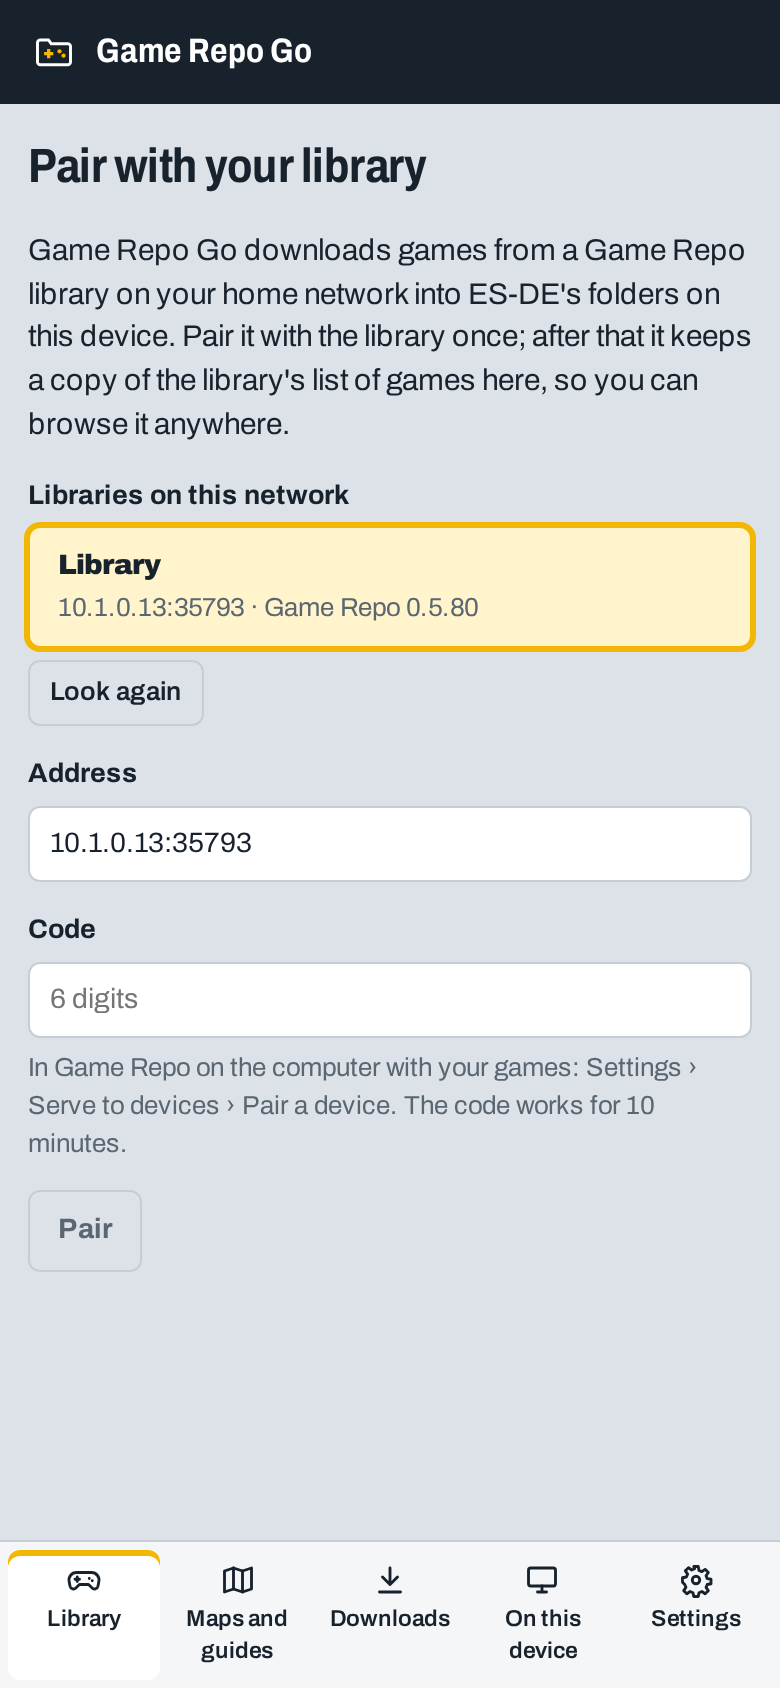 Game Repo Go
Pair with your library
Game Repo Go downloads games from a Game Repo
library on your home network into ES-DE's folders on
this device. Pair it with the library once; after that it keeps
a copy of the library's list of games here, so you can
browse it anywhere.
Libraries on this network
Library
10.1.0.13:35793 · Game Repo 0.5.80
Look again
Address
10.1.0.13:35793
Code
6 digits
In Game Repo on the computer with your games: Settings ›
Serve to devices › Pair a device. The code works for 10
minutes.
Pair
Library
Maps and
guides
Downloads
On this
device
Settings